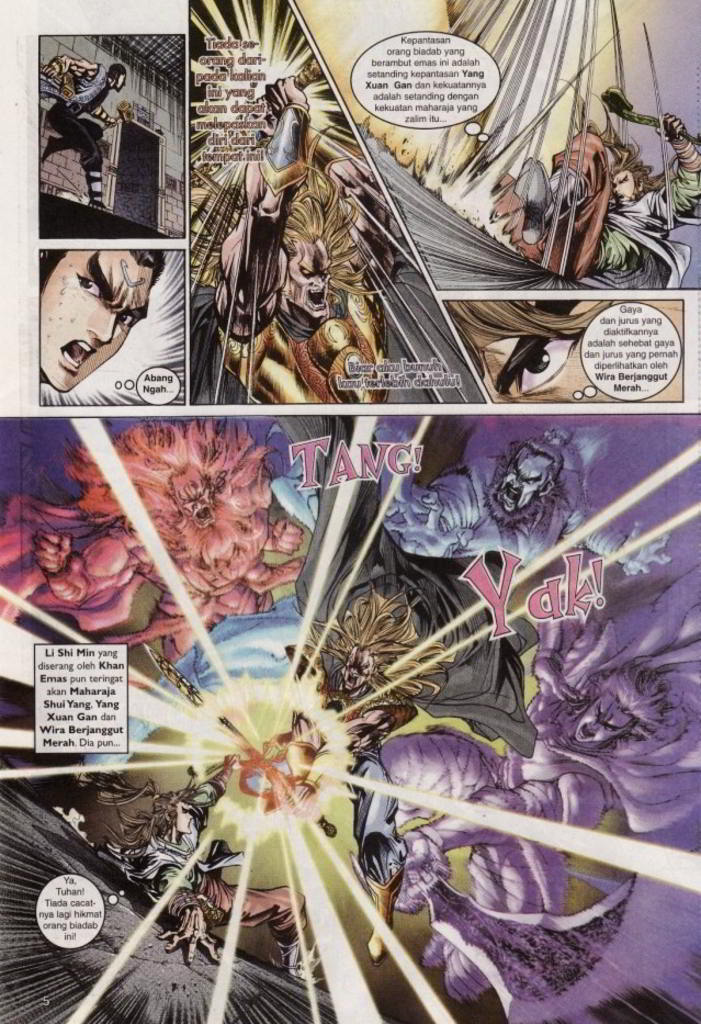 Tiada se-
orang dari-
pada kalian
ini yang
akan dapat
melepaskan
diri dari
tempat ini!
Kepantasan
orang biadab yang
berambut emas ini adalah
setanding kepantasan Yang
Xuan Gan dan kekuatannya
adalah setanding dengan
kekuatan maharaja yang
zalim itu...
Abang
Ngah...
Biar aku bunuh
kau terlebih dahulu!
Gaya
dan jurus yang
diaktifkannya
adalah sehebat gaya
dan jurus yang pernah
diperlihatkan oleh
Wira Berjanggut
Merah...
TANG!
Yak!
Li Shi Min yang
diserang oleh Khan
Emas pun teringat
akan Maharaja
Shui Yang, Yang
Xuan Gan dan
Wira Berjanggut
Merah. Dia pun...
Ya,
Tuhan!
Tiada cacat-
nya lagi hikmat
orang biadab
ini!
5